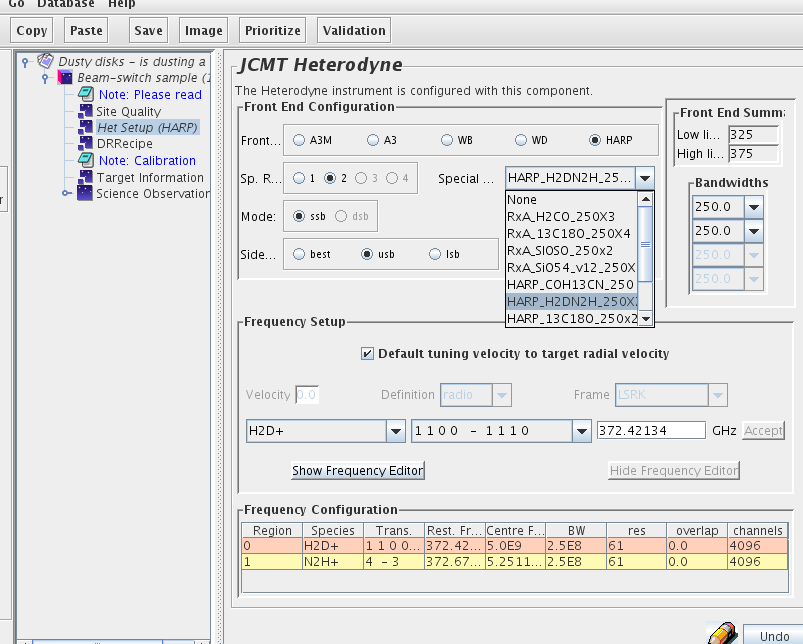 Go Database Help
Copy Paste Save Image Prioritize Validation
Dusty disks - is dusting a
Beam-switch sample (1
Note: Please read
Site Quality
Het Setup (HARP)
DRRecipe
Note: Calibration
Target Information
Science Observation
JCMT Heterodyne
The Heterodyne instrument is configured with this component.
Front End Configuration
Front... A3M A3 WB WD HARP
Sp. R... 1 2 3 4 Special ... HARP_H2DN2H_25...
Mode: ssb dsb
Side... best usb lsb
None
RxA_H2CO_250X3
RxA_13C18O_250X4
RxA_SIOSO_250x2
RxA_SiO54_v12_250X
HARP_COH13CN_250
HARP_H2DN2H_250X2
HARP_13C18O_250x2
Front End Summa
Low li... 325
High li... 375
Bandwidths
250.0
250.0
250.0
250.0
Frequency Setup
Default tuning velocity to target radial velocity
Velocity 0.0 Definition radio Frame LSRK
H2D+ 1 1 0 0 - 1 1 1 0 372.42134 GHz Accept
Show Frequency Editor Hide Frequency Editor
Frequency Configuration
Region Species Trans. Rest. Fr... Centre F... BW res overlap channels
0 H2D+ 1 1 0 0... 372.42... 5.0E9 2.5E8 61 0.0 4096
1 N2H+ 4 - 3 372.67... 5.2511... 2.5E8 61 0.0 4096
Undo